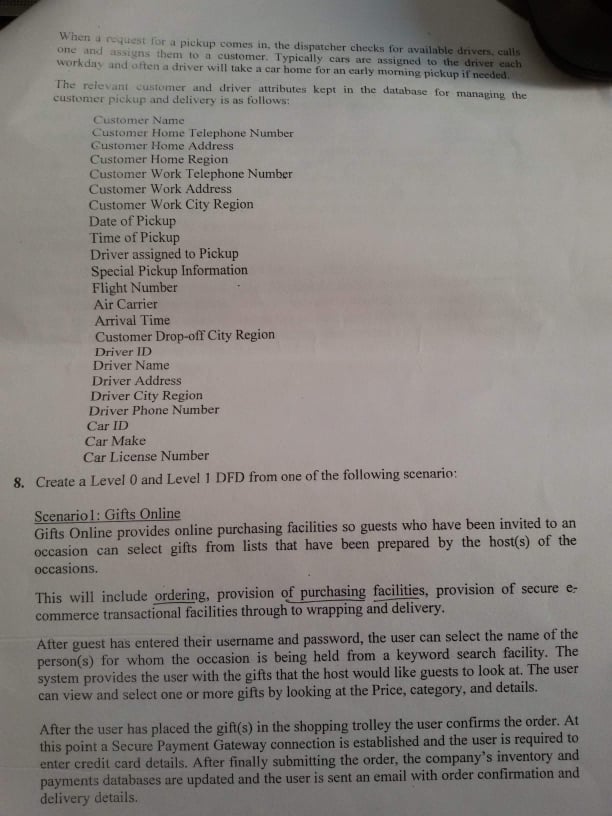 When a request for a pickup comes in, the dispatcher checks for available drivers, calls
one and assigns them to a customer. Typically cars are assigned to the driver each
workday and often a driver will take a car home for an early morning pickup if needed.
The relevant customer and driver attributes kept in the database for managing the
customer pickup and delivery is as follows:
Customer Name
Customer Home Telephone Number
Customer Home Address
Customer Home Region
Customer Work Telephone Number
Customer Work Address
Customer Work City Region
Date of Pickup
Time of Pickup
Driver assigned to Pickup
Special Pickup Information
Flight Number
Air Carrier
Arrival Time
Customer Drop-off City Region
Driver ID
Driver Name
Driver Address
Driver City Region
Driver Phone Number
Car ID
Car Make
Car License Number
8. Create a Level 0 and Level 1 DFD from one of the following scenario:
Scenario1: Gifts Online
Gifts Online provides online purchasing facilities so guests who have been invited to an
occasion can select gifts from lists that have been prepared by the host(s) of the
occasions.
This will include ordering, provision of purchasing facilities, provision of secure e-
commerce transactional facilities through to wrapping and delivery.
After guest has entered their username and password, the user can select the name of the
person(s) for whom the occasion is being held from a keyword search facility. The
system provides the user with the gifts that the host would like guests to look at. The user
can view and select one or more gifts by looking at the Price, category, and details.
After the user has placed the gift(s) in the shopping trolley the user confirms the order. At
this point a Secure Payment Gateway connection is established and the user is required to
enter credit card details. After finally submitting the order, the company's inventory and
payments databases are updated and the user is sent an email with order confirmation and
delivery details.